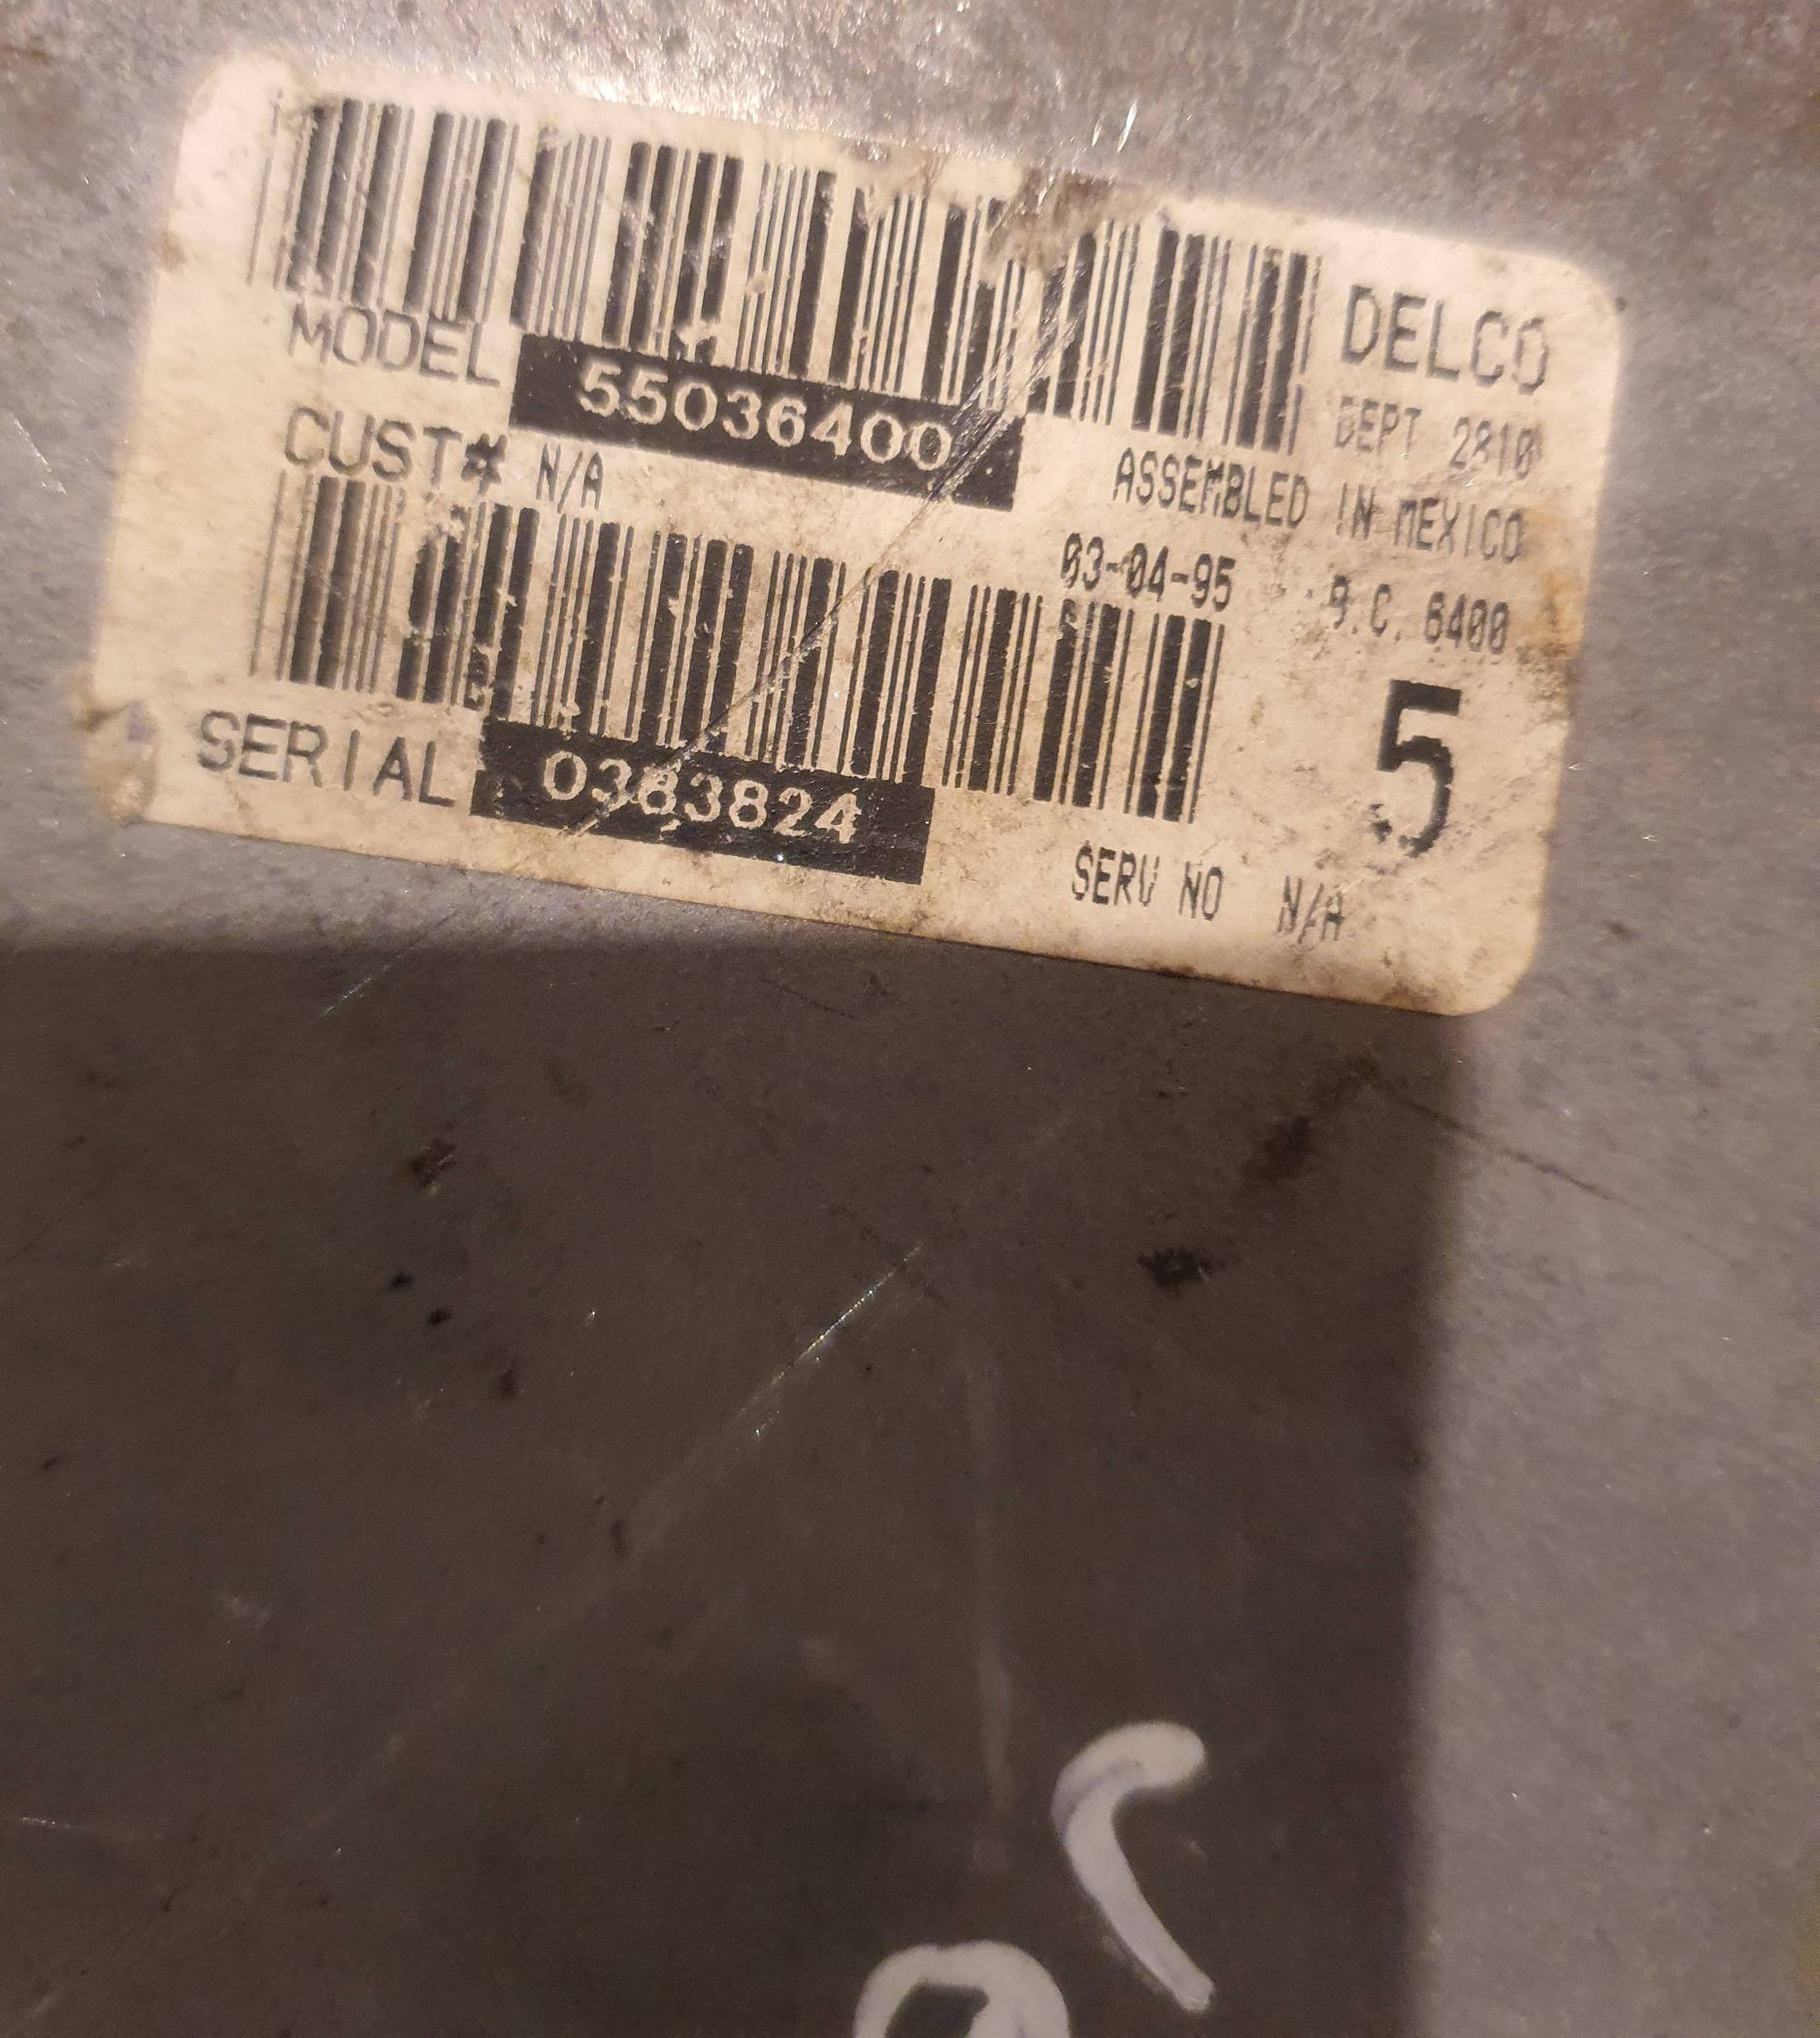 DELCO
MODEL 55036400
DEPT 2810
CUST# N/A
ASSEMBLED IN MEXICO
03-04-95 B.C. 6400
5
SERIAL 0383824
SERV NO N/A